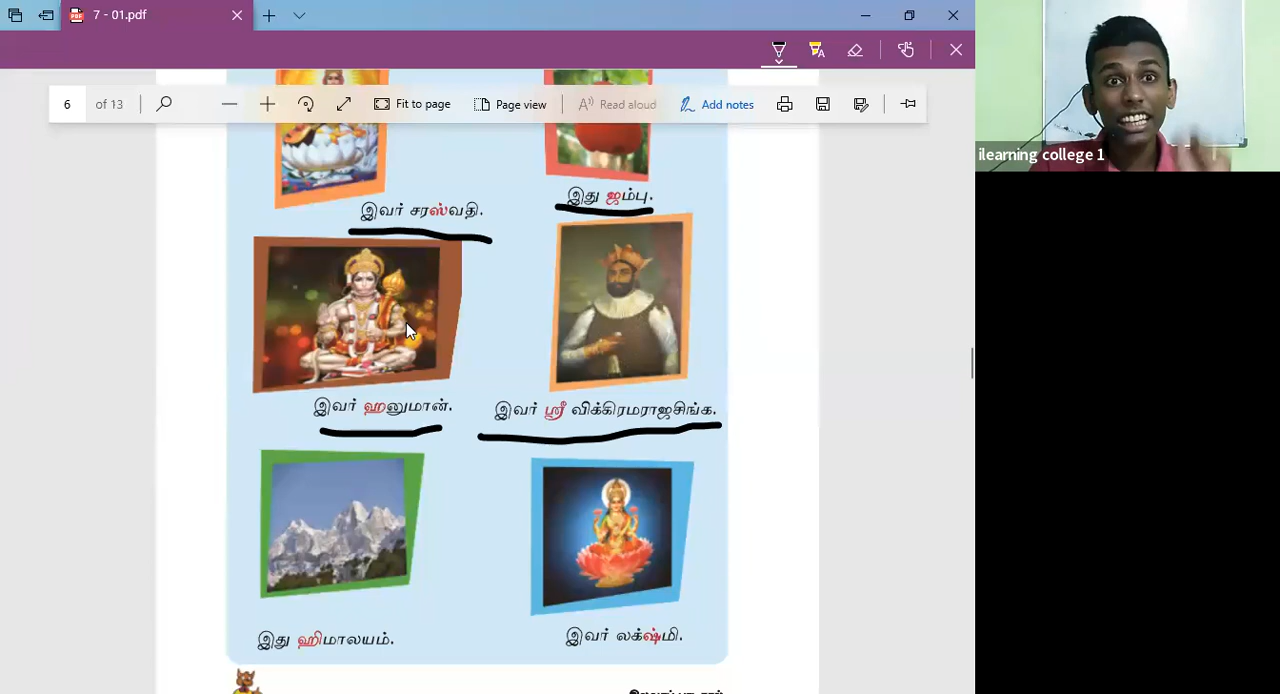 7 - 01.pdf
6 of 13 Fit to page Page view Read aloud Add notes
ilearning college 1
இவர் சரஸ்வதி.
இது ஜம்பு.
இவர் ஹனுமான்.
இவர் ஸ்ரீ விக்கிரமராஜசிங்க.
இது ஹிமாலயம்.
இவர் லக்ஷ்மி.